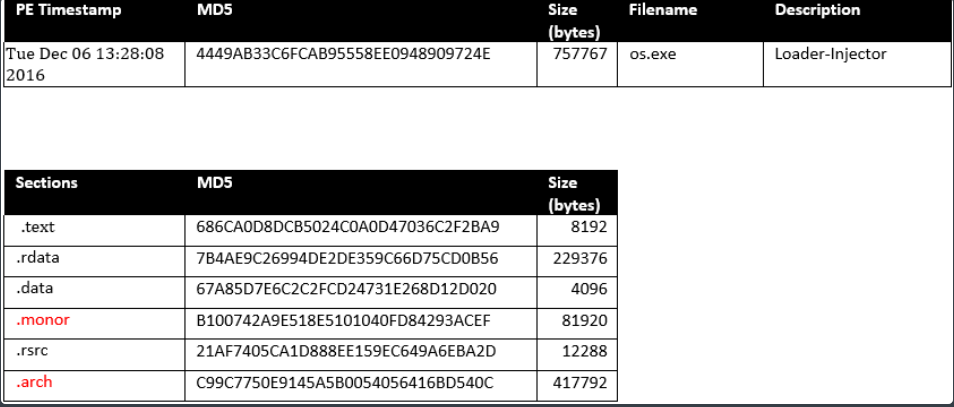 PE Timestamp MD5 Size (bytes) Filename Description
Tue Dec 06 13:28:08 2016 4449AB33C6FCAB95558EE0948909724E 757767 os.exe Loader-Injector
Sections MD5 Size (bytes)
.text 686CA0D8DCB5024C0A0D47036C2F2BA9 8192
.rdata 7B4AE9C26994DE2DE359C66D75CD0B56 229376
.data 67A85D7E6C2C2FCD24731E268D12D020 4096
.monor B100742A9E518E5101040FD84293ACEF 81920
.rsrc 21AF7405CA1D888EE159EC649A6EBA2D 12288
.arch C99C7750E9145A5B0054056416BD540C 417792